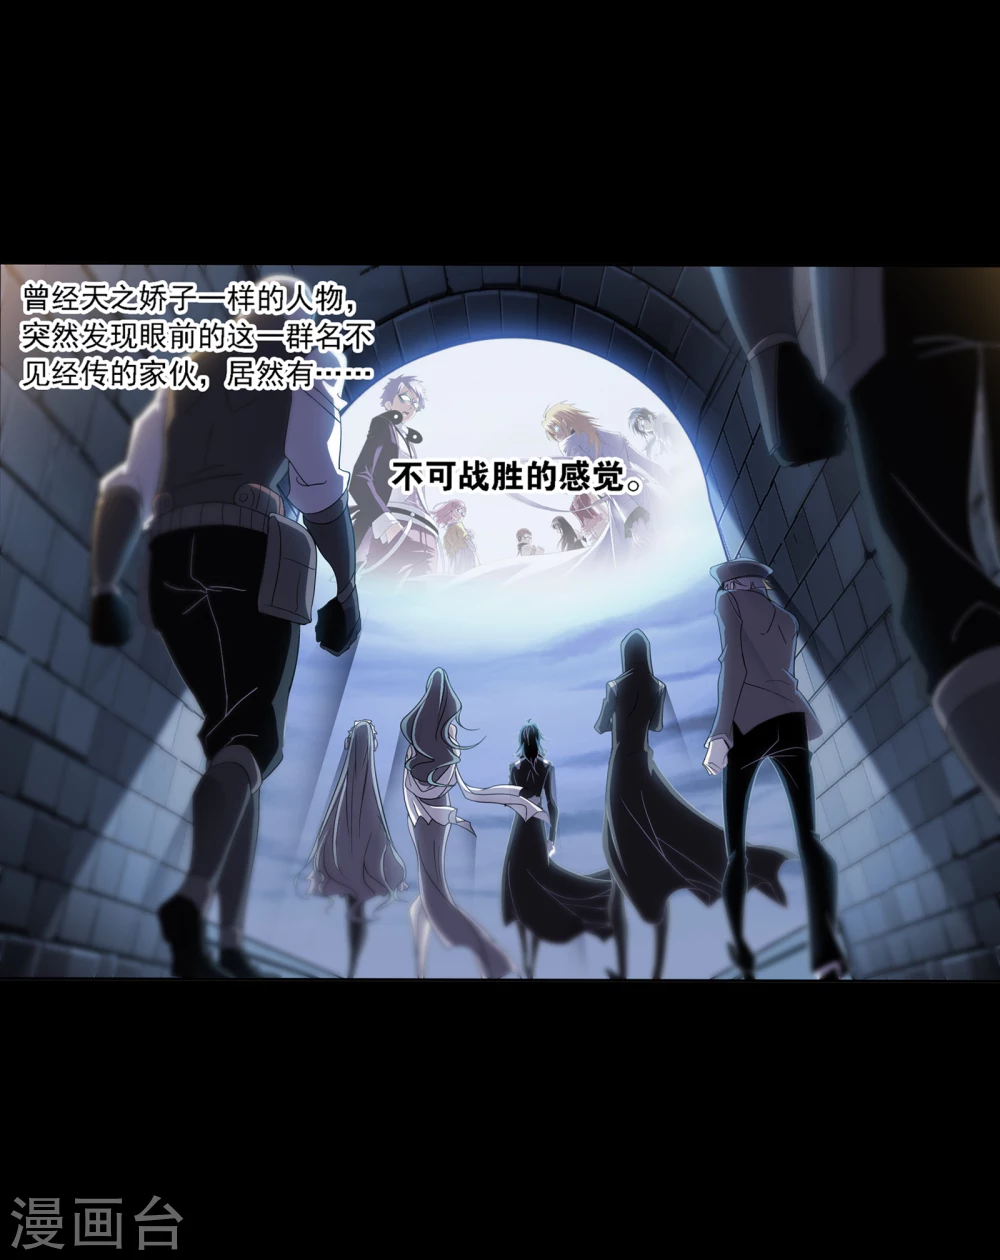 曾经天之娇子一样的人物，
突然发现眼前的这一群名不
见经传的家伙，居然有……
不可战胜的感觉。
漫画台